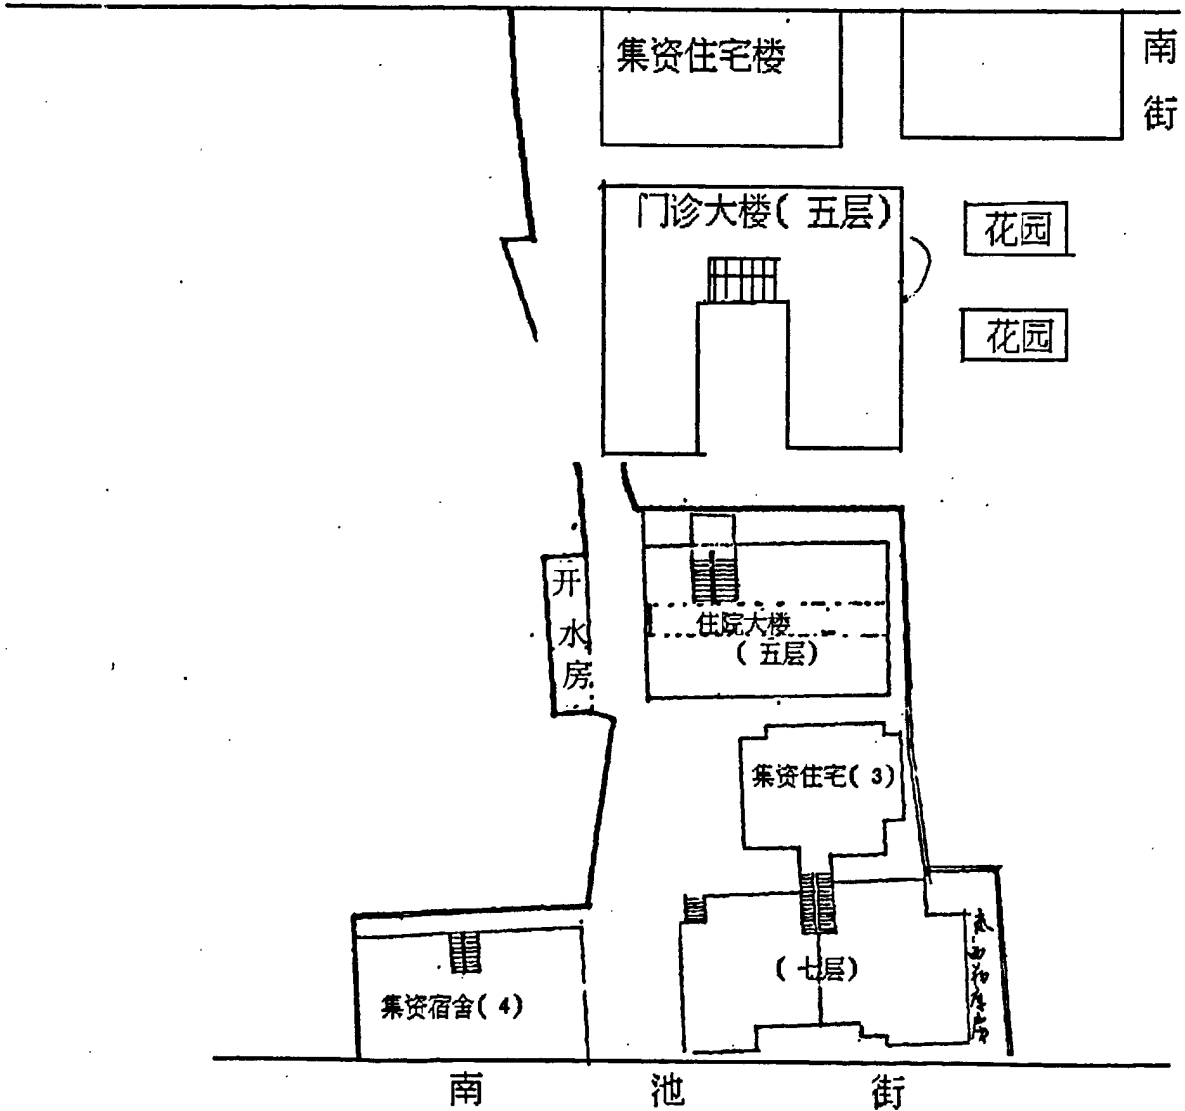 集资住宅楼
南街
门诊大楼(五层)
花园
花园
开水房
住院大楼
(五层)
集资住宅(3)
(七层)
集资宿舍(4)
南池街